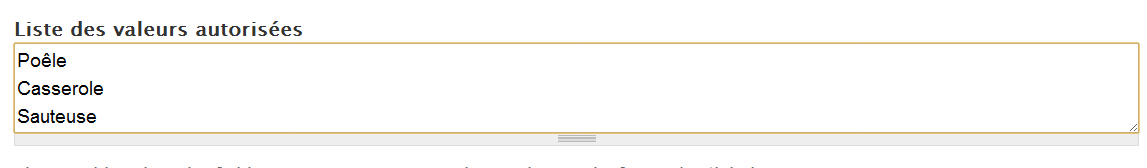 Liste des valeurs autorisées
Poêle
Casserole
Sauteuse